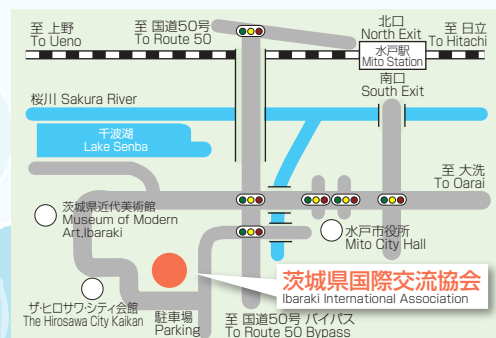 至 上野
To Ueno
至 国道50号
To Route 50
北口
North Exit
至 日立
To Hitachi
水戸駅
Mito Station
南口
South Exit
桜川 Sakura River
千波湖
Lake Senba
至 大洗
To Oarai
茨城県近代美術館
Museum of Modern
Art,Ibaraki
水戸市役所
Mito City Hall
茨城県国際交流協会
Ibaraki International Association
ザ・ヒロサワ・シティ会館
The Hirosawa City Kaikan
駐車場
Parking
至 国道50号 バイパス
To Route 50 Bypass